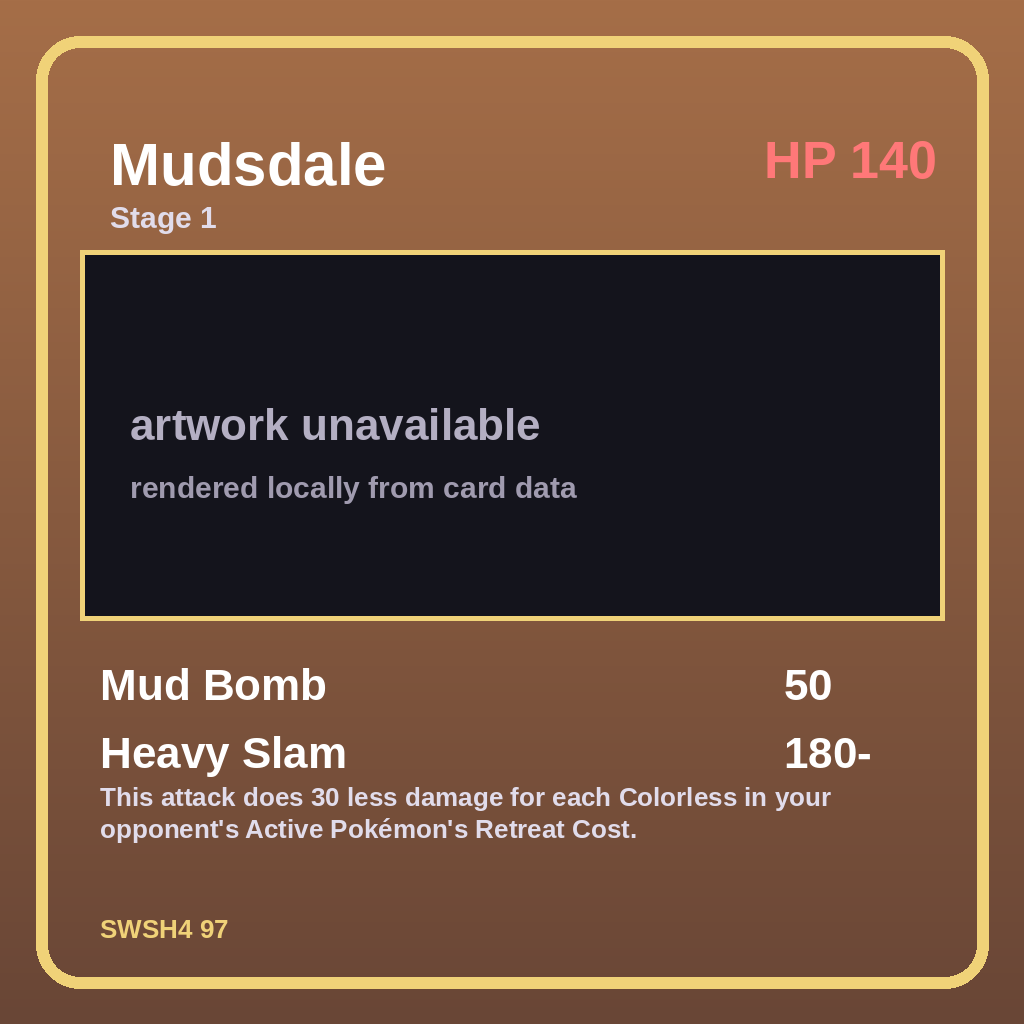 Mudsdale
HP 140
Stage 1
artwork unavailable
rendered locally from card data
Mud Bomb 50
Heavy Slam 180-
This attack does 30 less damage for each Colorless in your
opponent's Active Pokémon's Retreat Cost.
SWSH4 97